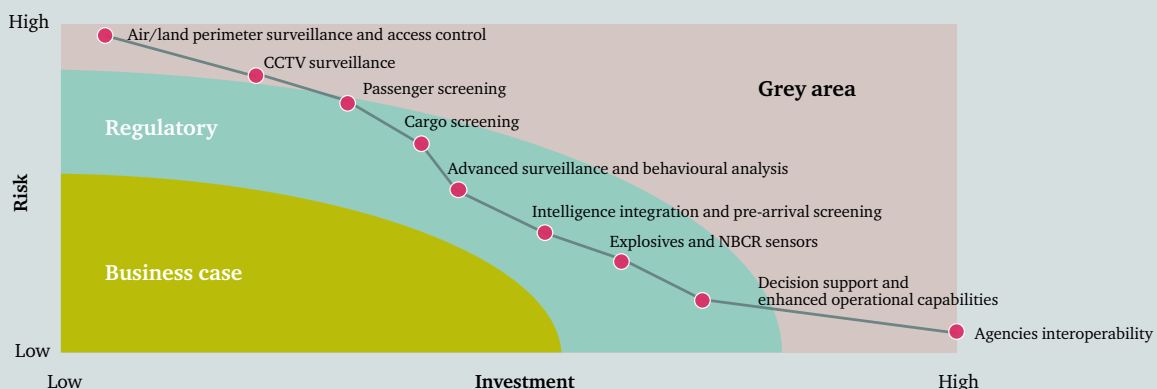 High
Air/land perimeter surveillance and access control
CCTV surveillance
Passenger screening
Grey area
Cargo screening
Regulatory
Advanced surveillance and behavioural analysis
Risk
Intelligence integration and pre-arrival screening
Explosives and NBCR sensors
Business case
Decision support and
enhanced operational capabilities
Agencies interoperability
Low
Low
Investment
High